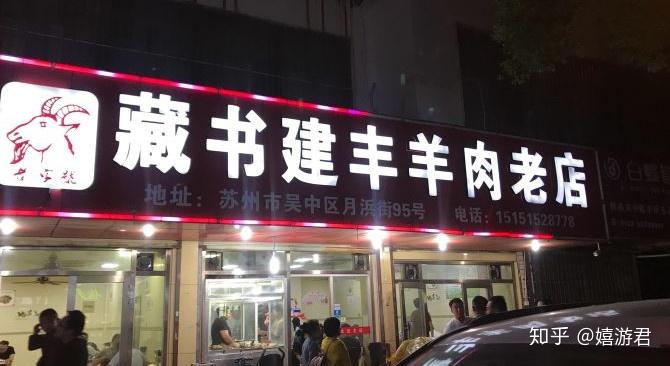 藏书建丰羊肉老店
地址：苏州市吴中区月浜街95号 电话：15151528778
知乎 @嬉游君